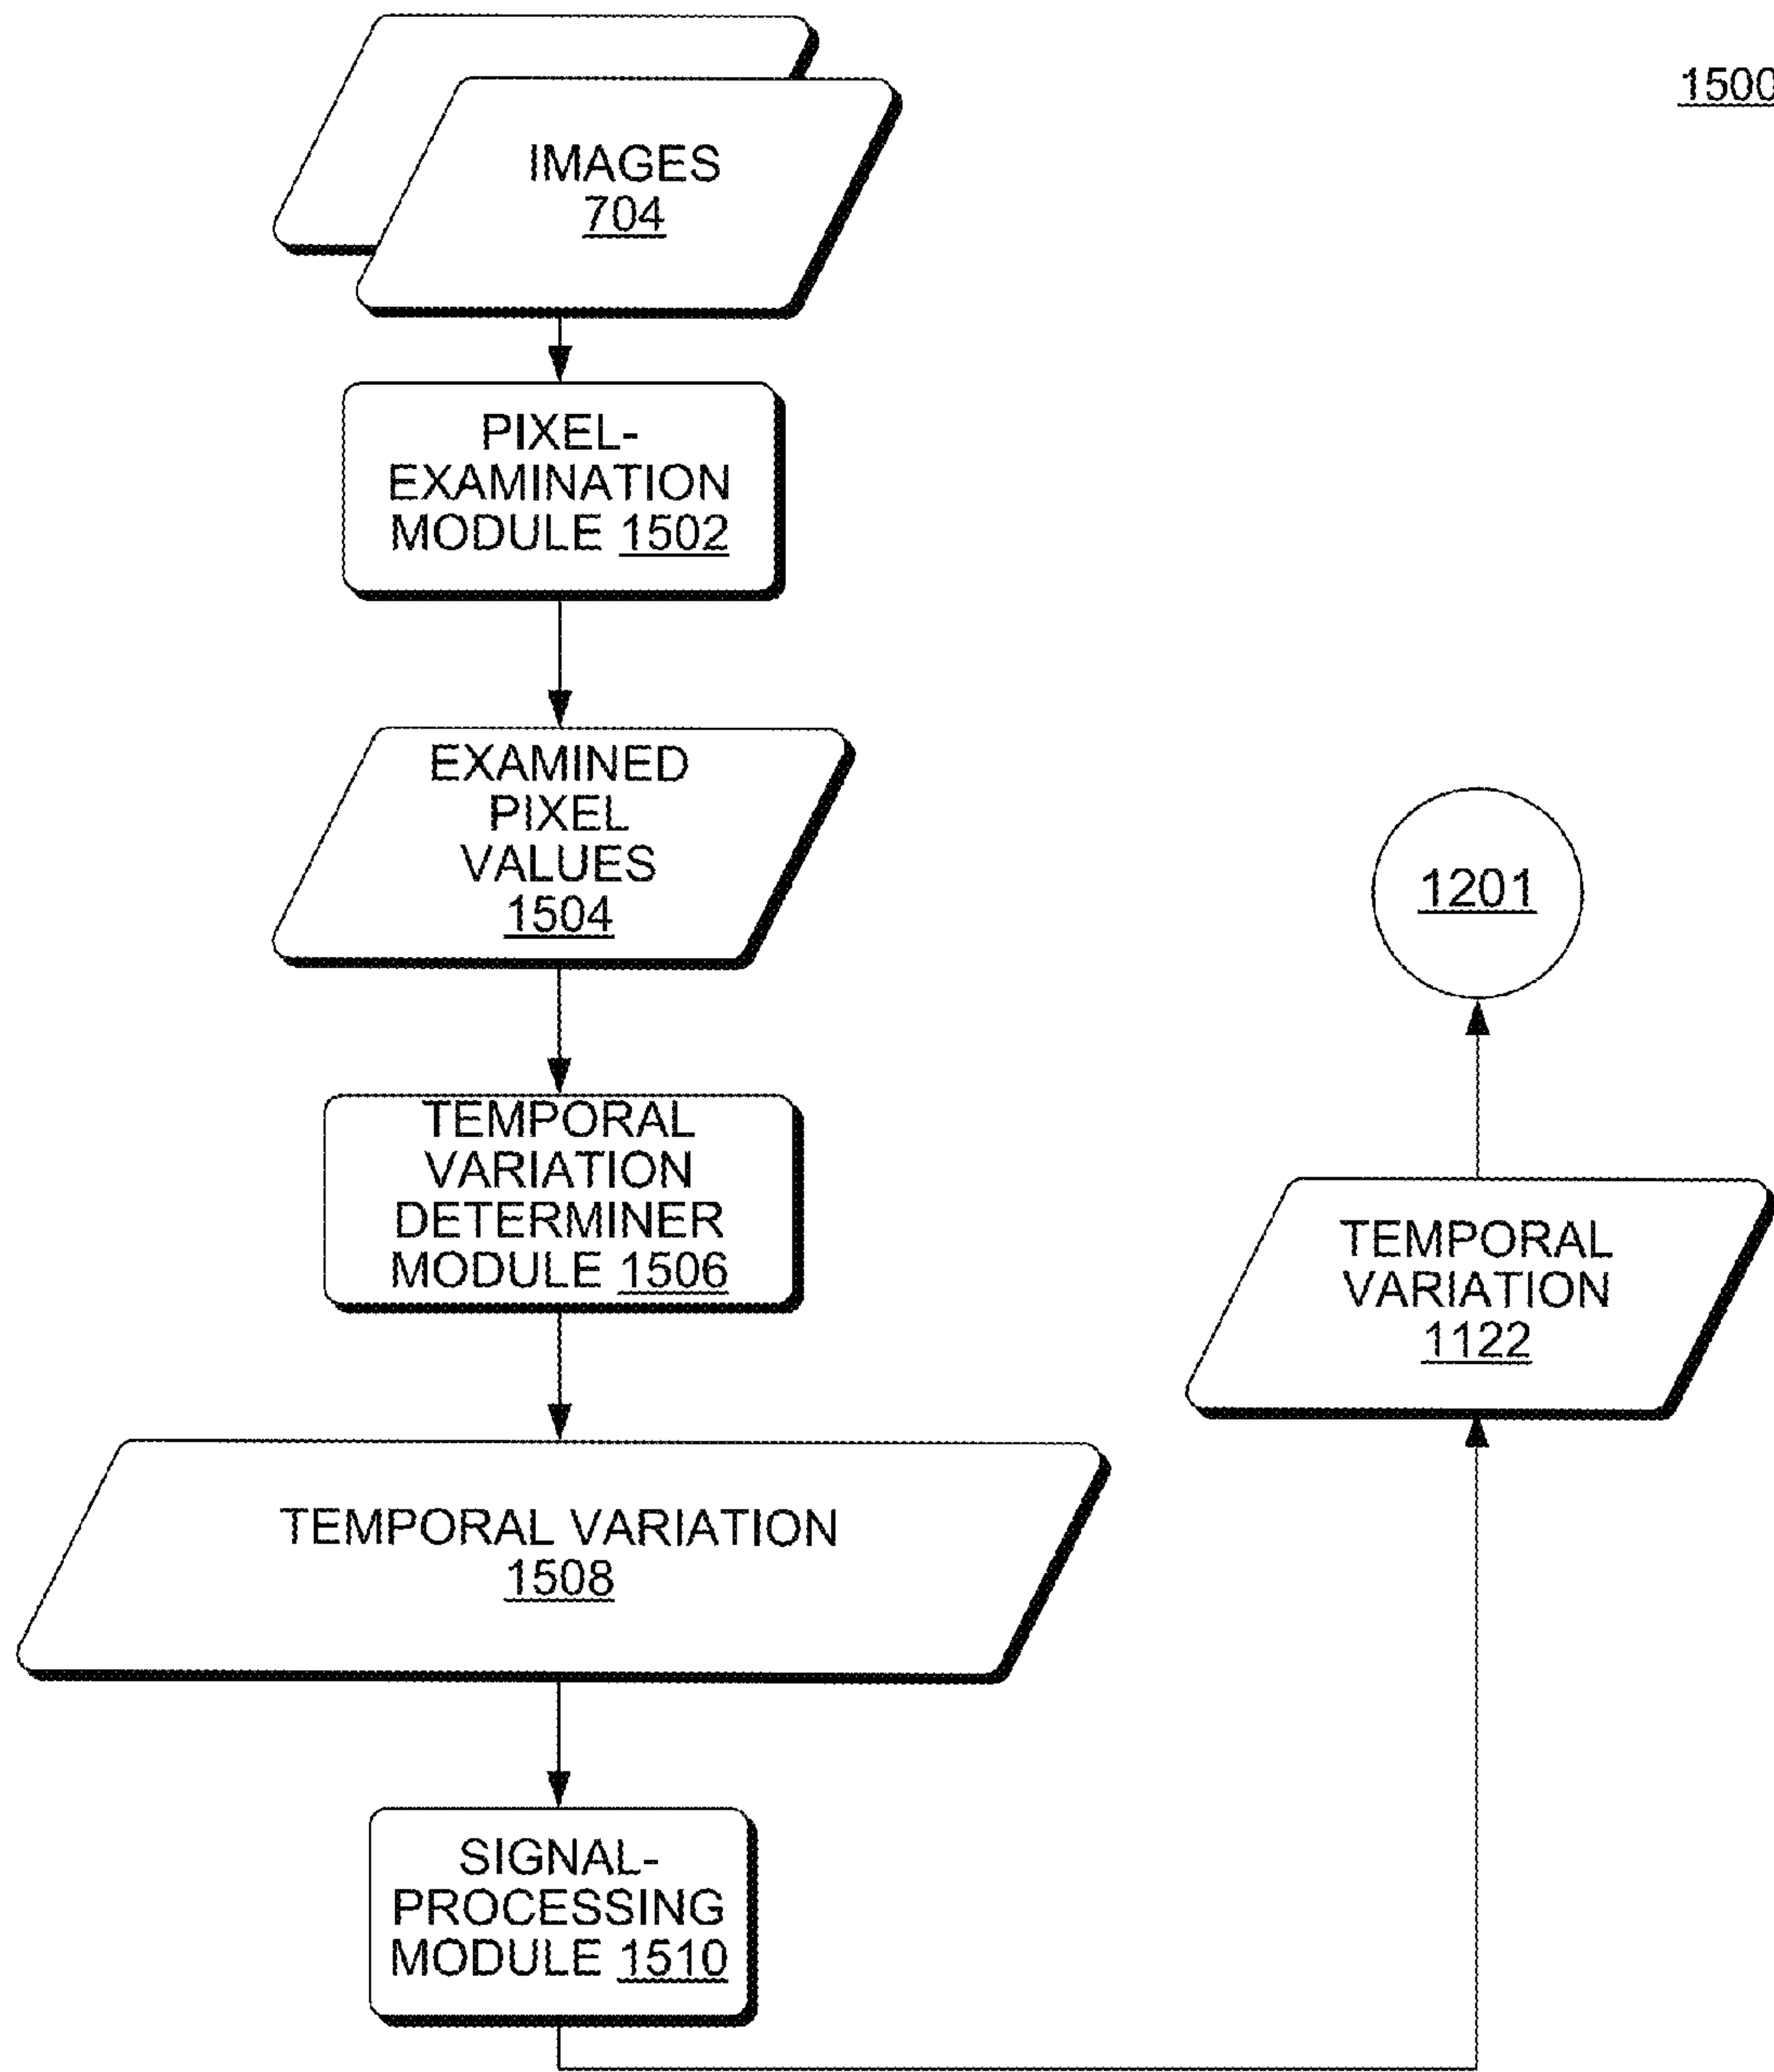 1500
IMAGES
704
PIXEL-
EXAMINATION
MODULE 1502
EXAMINED
PIXEL
VALUES
1504
TEMPORAL
VARIATION
DETERMINER
MODULE 1506
TEMPORAL VARIATION
1508
SIGNAL-
PROCESSING
MODULE 1510
TEMPORAL
VARIATION
1122
1201